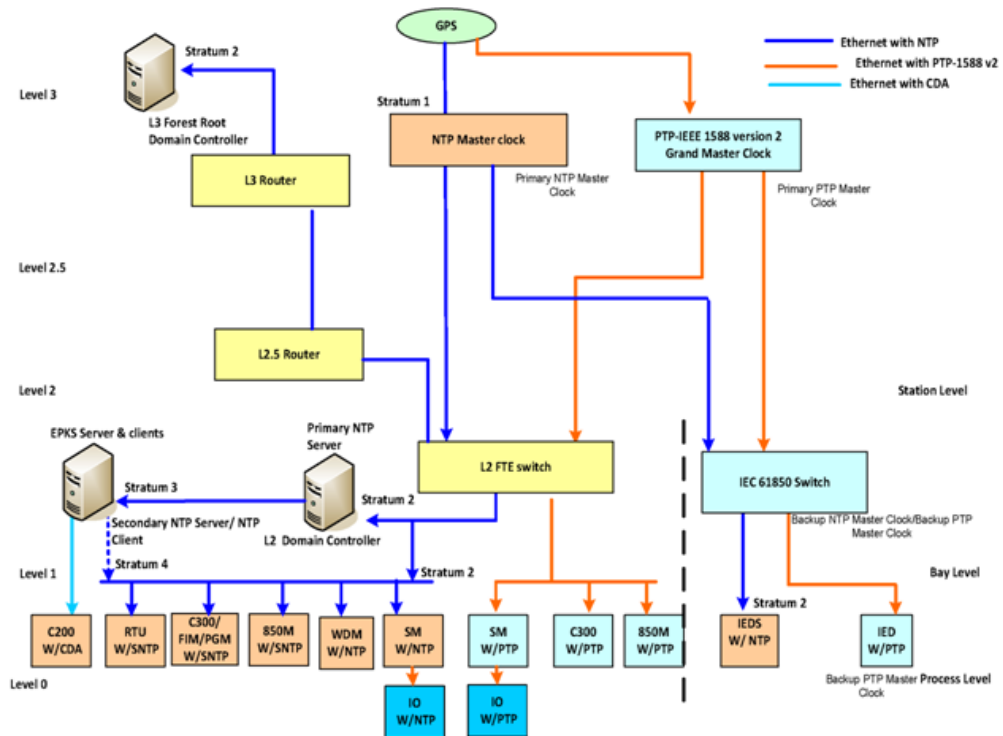 GPS
Ethernet with NTP
Ethernet with PTP-1588 v2
Ethernet with CDA
Stratum 2
Level 3
L3 Forest Root
Domain Controller
Stratum 1
NTP Master clock
Primary NTP Master
Clock
PTP-IEEE 1588 version 2
Grand Master Clock
Primary PTP Master
Clock
L3 Router
Level 2.5
L2.5 Router
Level 2
Station Level
EPKS Server & clients
Primary NTP
Server
L2 FTE switch
IEC 61850 Switch
Stratum 3
Stratum 2
Secondary NTP Server/ NTP
Client
L2 Domain Controller
Backup NTP Master Clock/Backup PTP
Master Clock
Level 1
Stratum 4
Stratum 2
Bay Level
Stratum 2
C200
W/CDA
RTU
W/SNTP
C300/
FIM/PGM
W/SNTP
850M
W/SNTP
WDM
W/NTP
SM
W/NTP
SM
W/PTP
C300
W/PTP
850M
W/PTP
IEDS
W/ NTP
IED
W/PTP
Level 0
IO
W/NTP
IO
W/PTP
Backup PTP Master
Clock
Process Level